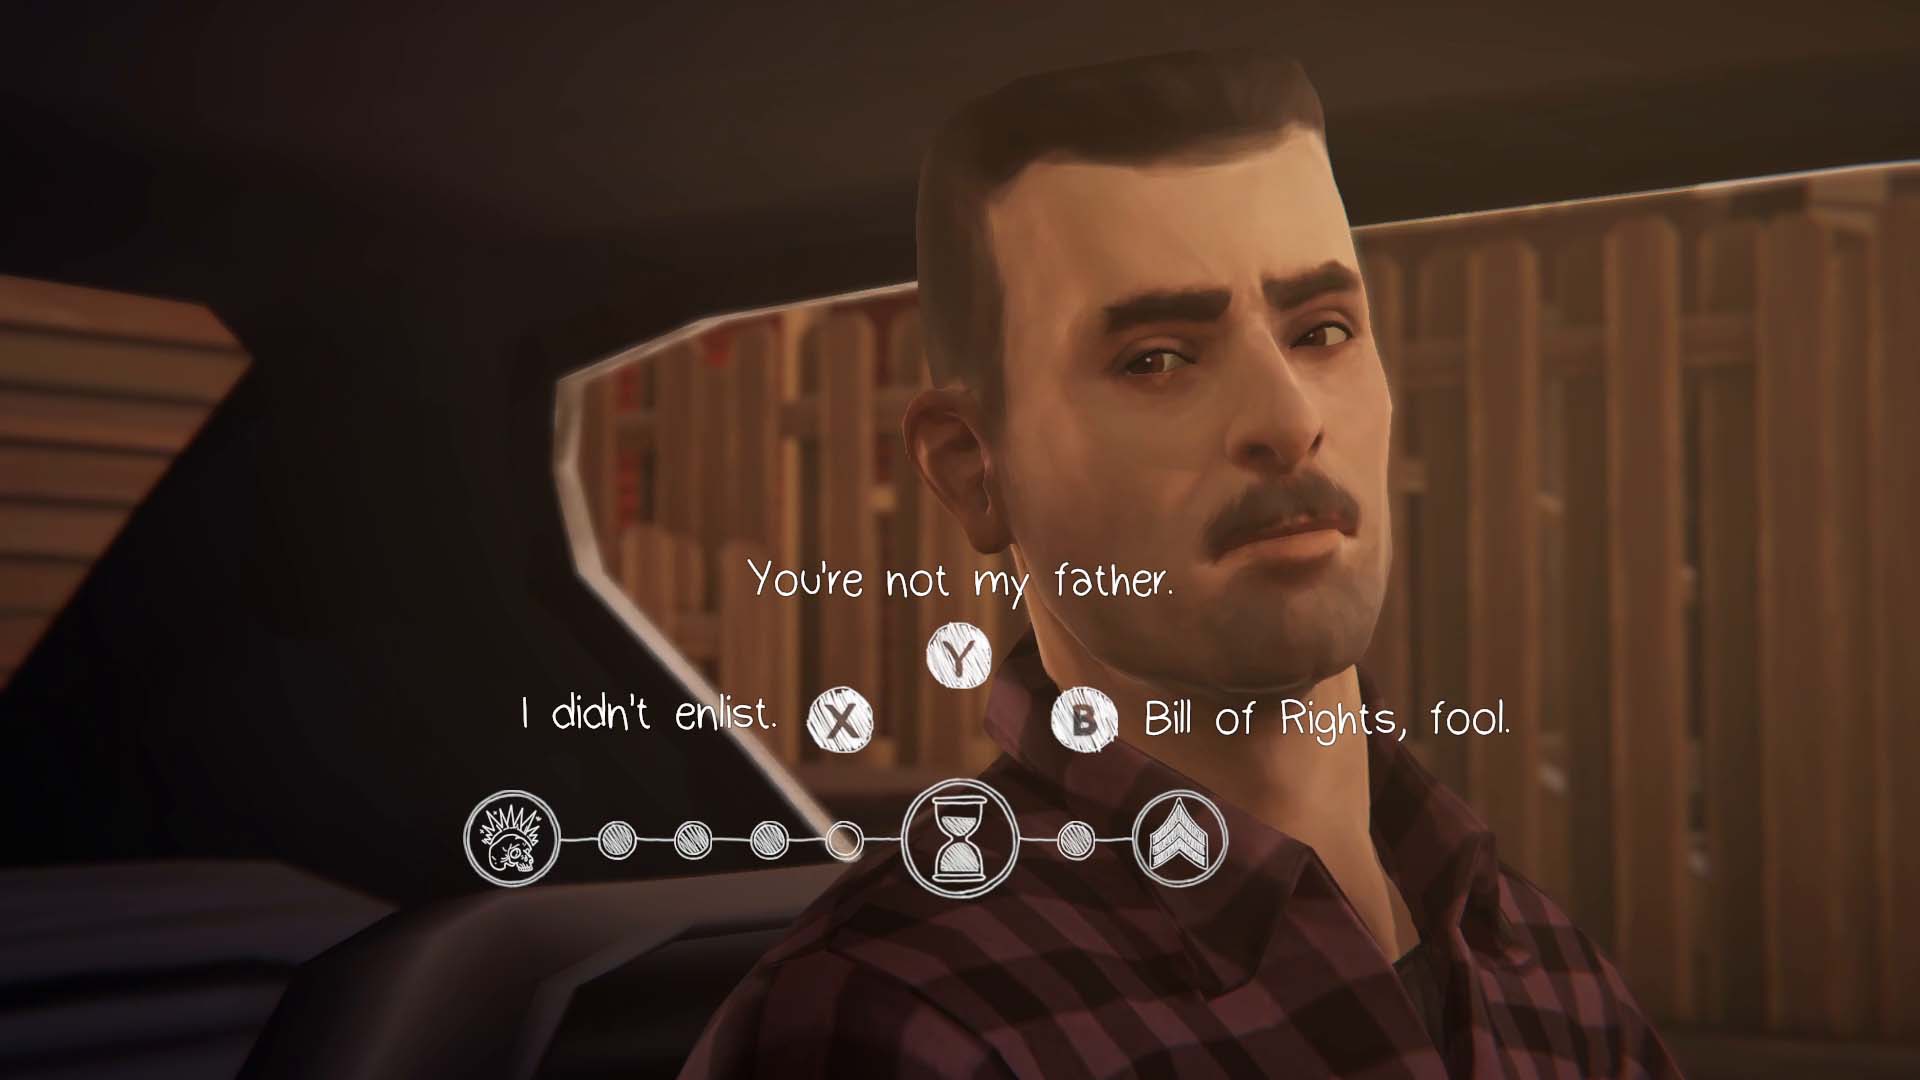 You're not my father.
Y
I didn't enlist. X
B Bill of Rights, fool.